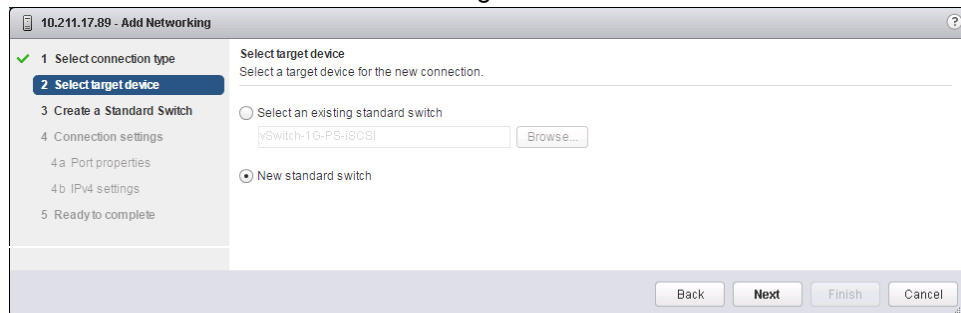 10.211.17.89 - Add Networking
?
1 Select connection type
2 Select target device
3 Create a Standard Switch
4 Connection settings
4a Port properties
4b IPv4 settings
5 Ready to complete
Select target device
Select a target device for the new connection.
Select an existing standard switch
vSwitch-1G-PS-iSCSI
Browse...
New standard switch
Back
Next
Finish
Cancel